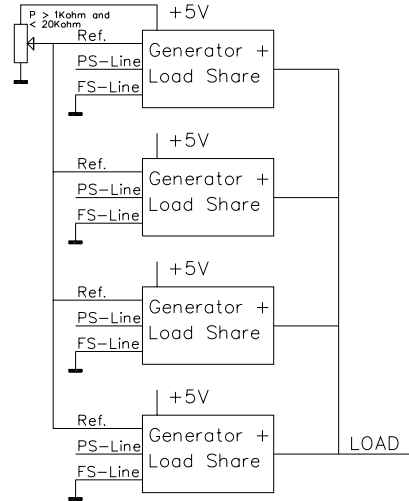 P > 1Kohm and
< 20Kohm
+5V
Ref.
PS-Line
FS-Line
Generator +
Load Share
+5V
Ref.
PS-Line
FS-Line
Generator +
Load Share
+5V
Ref.
PS-Line
FS-Line
Generator +
Load Share
+5V
Ref.
PS-Line
FS-Line
Generator +
Load Share
LOAD